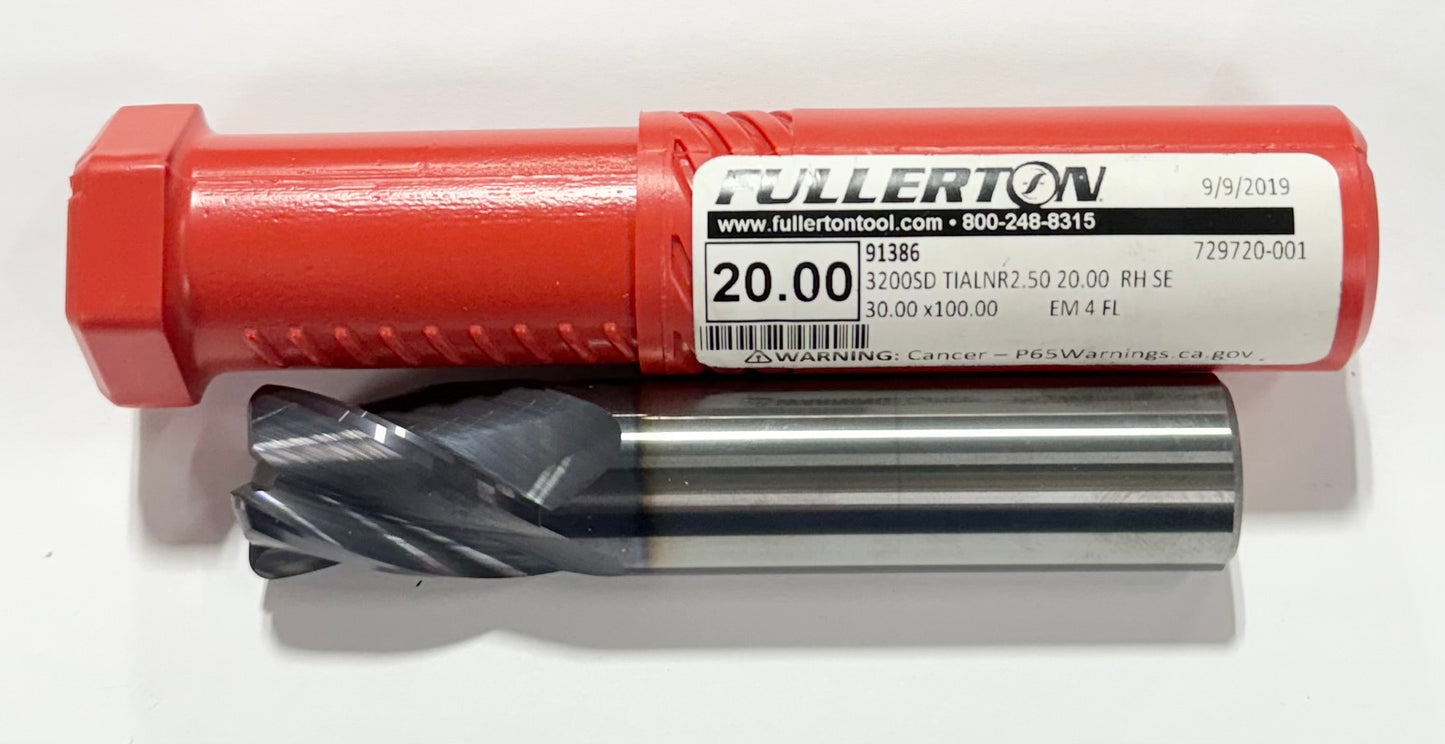 FULLERTON
9/9/2019
www.fullertontool.com • 800-248-8315
20.00
91386
729720-001
3200SD TIALNR2.50 20.00 RH SE
30.00 x100.00 EM 4 FL
⚠WARNING: Cancer – P65Warnings.ca.gov